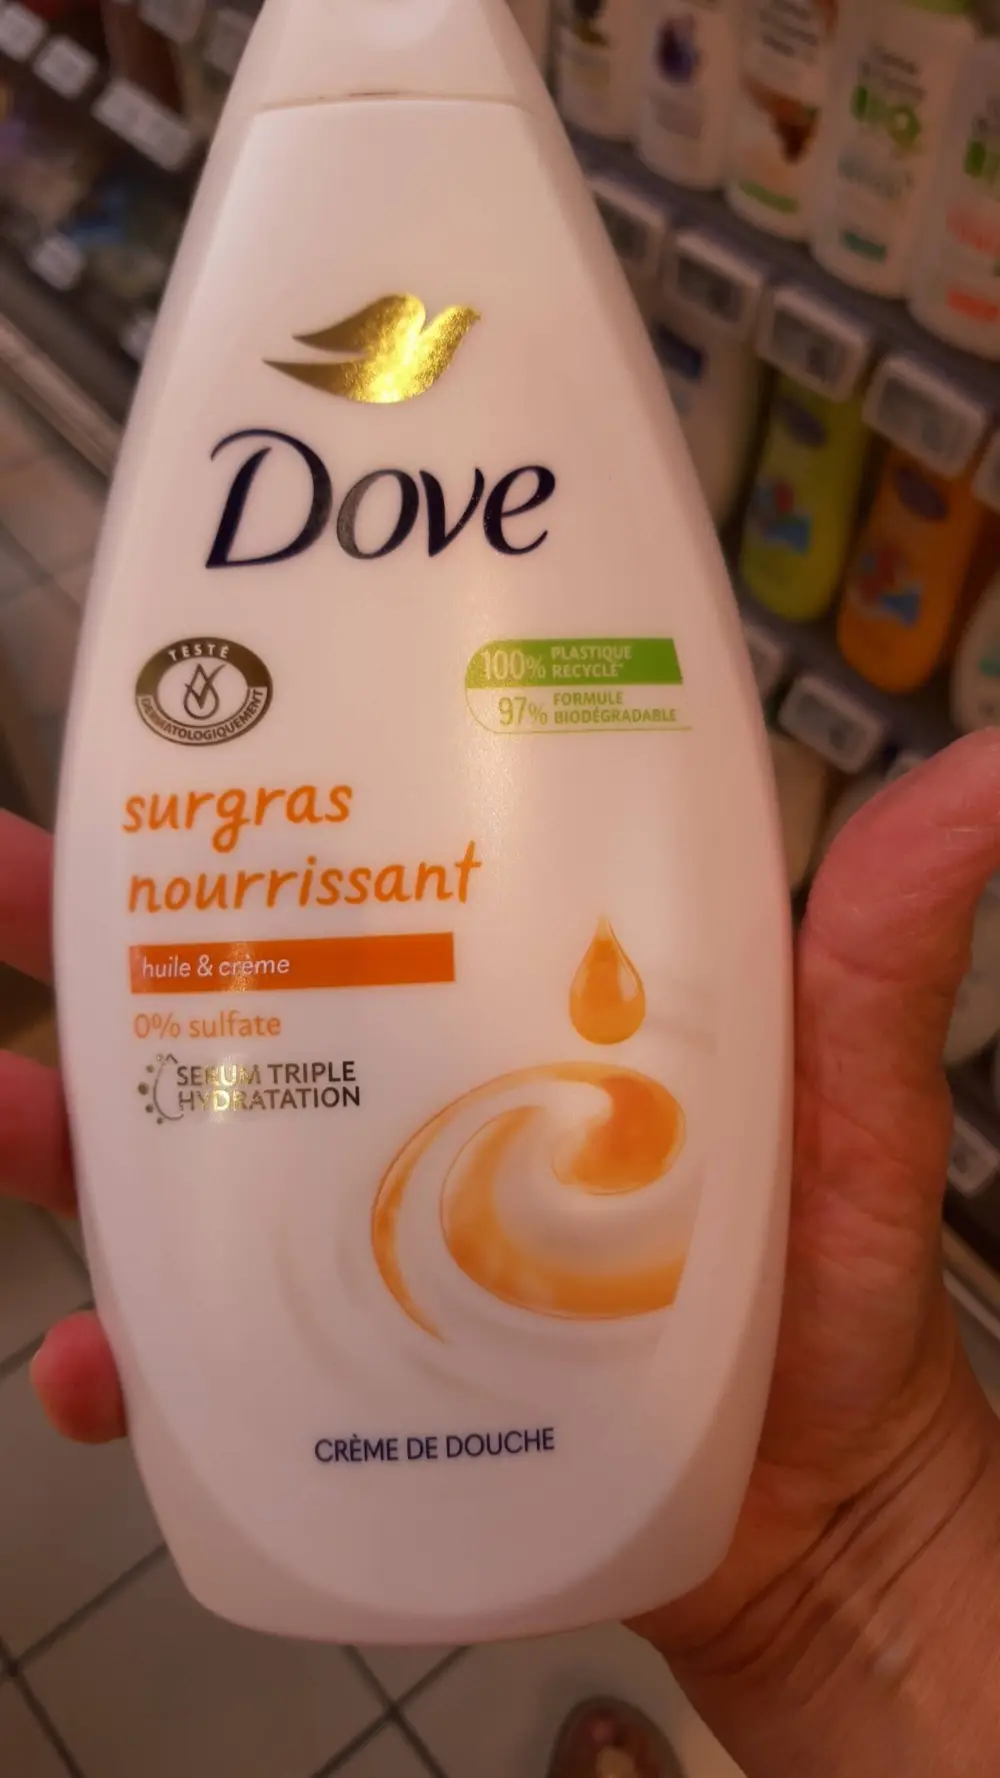 Dove
TESTÉ
DERMATOLOGIQUEMENT
100% PLASTIQUE
RECYCLÉ*
97% FORMULE
BIODÉGRADABLE
surgras
nourrissant
huile & crème
0% sulfate
SERUM TRIPLE
HYDRATATION
CRÈME DE DOUCHE
BIO